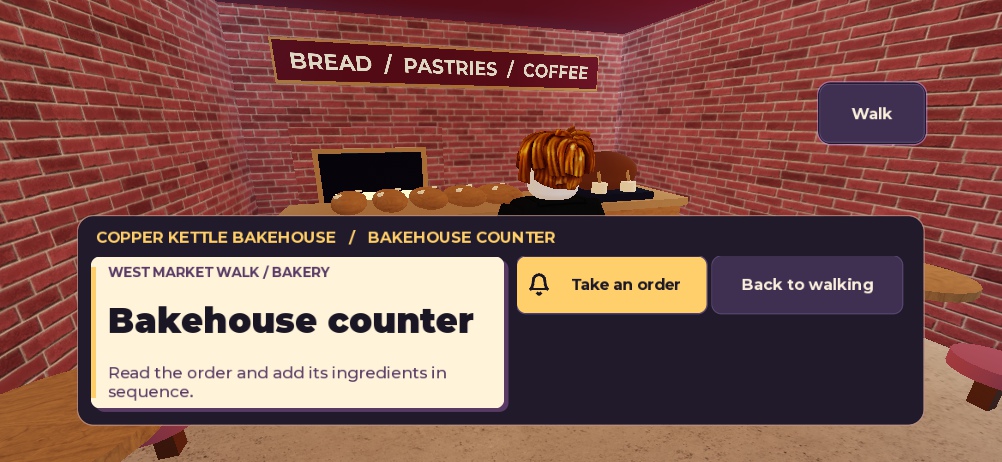 BREAD / PASTRIES / COFFEE
Walk
COPPER KETTLE BAKEHOUSE / BAKEHOUSE COUNTER
WEST MARKET WALK / BAKERY
Bakehouse counter
Read the order and add its ingredients in
sequence.
Take an order
Back to walking